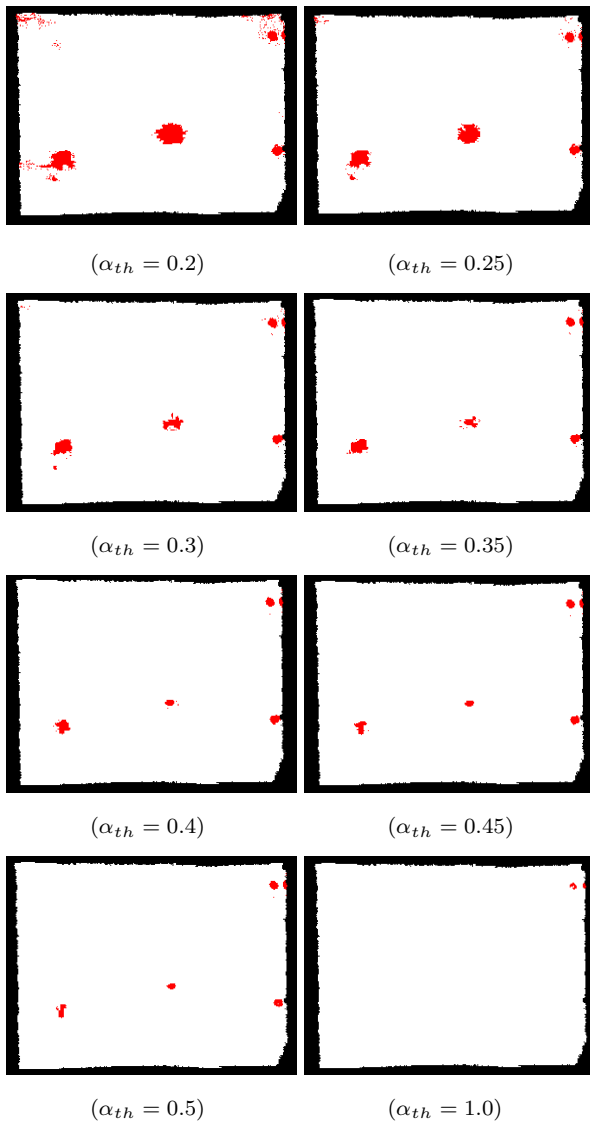 (α_th = 0.2) (α_th = 0.25)
(α_th = 0.3) (α_th = 0.35)
(α_th = 0.4) (α_th = 0.45)
(α_th = 0.5) (α_th = 1.0)